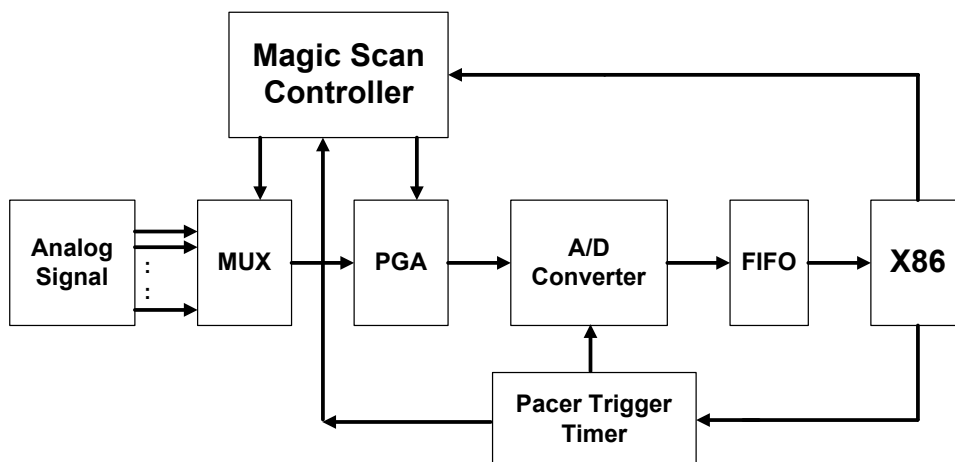 Magic Scan
Controller
Analog
Signal
MUX
PGA
A/D
Converter
FIFO
X86
Pacer Trigger
Timer